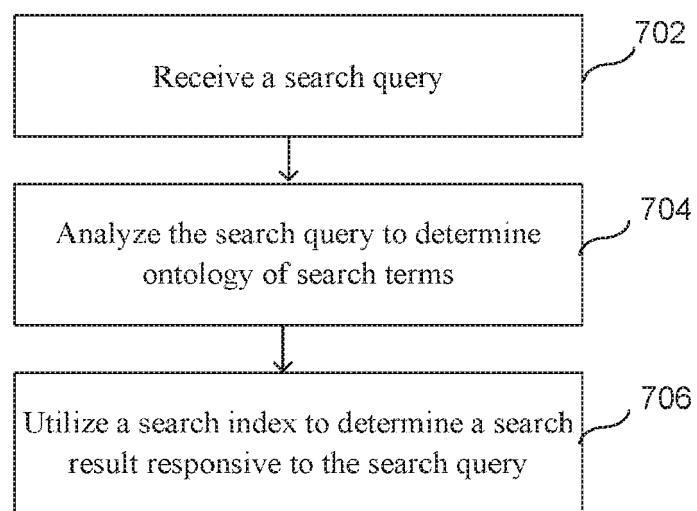 702
Receive a search query
704
Analyze the search query to determine
ontology of search terms
706
Utilize a search index to determine a search
result responsive to the search query